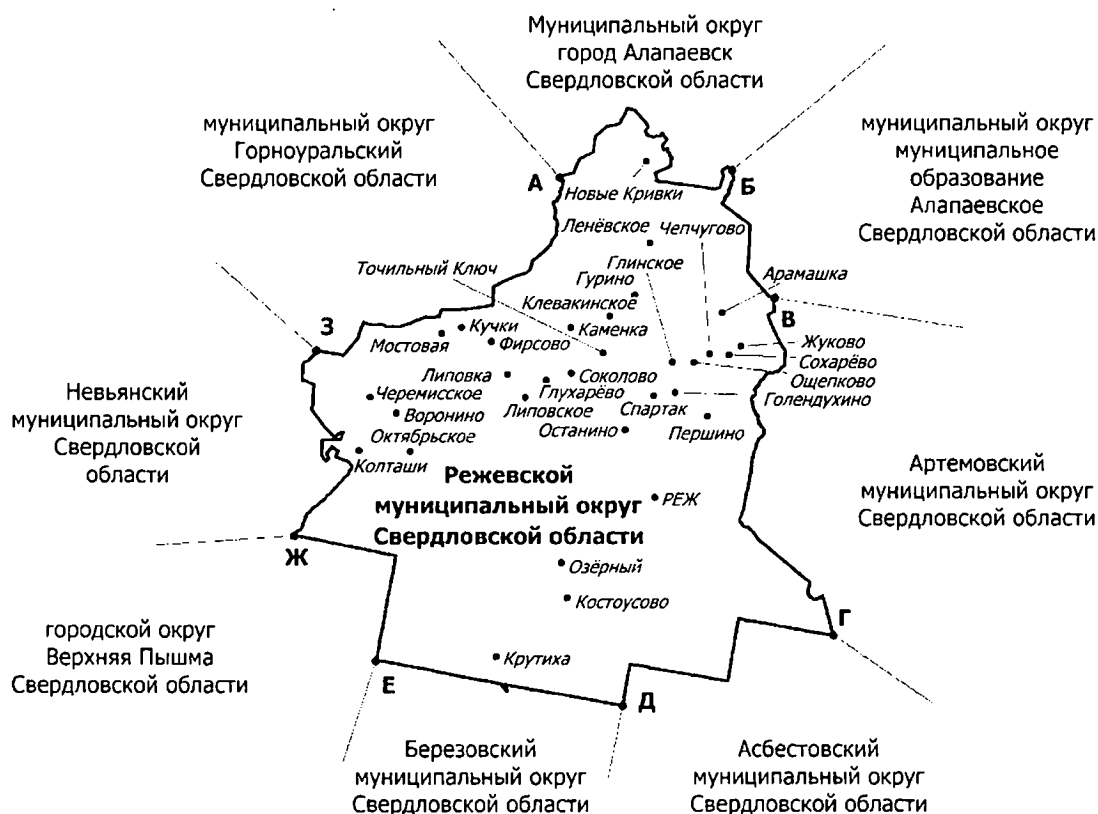 Муниципальный округ
город Алапаевск
Свердловской области
муниципальный округ
Горноуральский
Свердловской области
муниципальный округ
муниципальное
образование
Алапаевское
Свердловской области
А
Б
Новые Кривки
Ленёвское
Чепчугово
Точильный Ключ
Глинское
Гурино
Арамашка
Клевакинское
В
З
Кучки
Каменка
Мостовая
Фирсово
Жуково
Сохарёво
Ощепково
Голендухино
Липовка
Соколово
Глухарёво
Черемисское
Липовское
Спартак
Воронино
Останино
Першино
Октябрьское
Колташи
Невьянский
муниципальный округ
Свердловской
области
Режевской
муниципальный округ
Свердловской области
РЕЖ
Артемовский
муниципальный округ
Свердловской области
Ж
Озёрный
Костоусово
Г
городской округ
Верхняя Пышма
Свердловской области
Крутиха
Е
Д
Березовский
муниципальный округ
Свердловской области
Асбестовский
муниципальный округ
Свердловской области